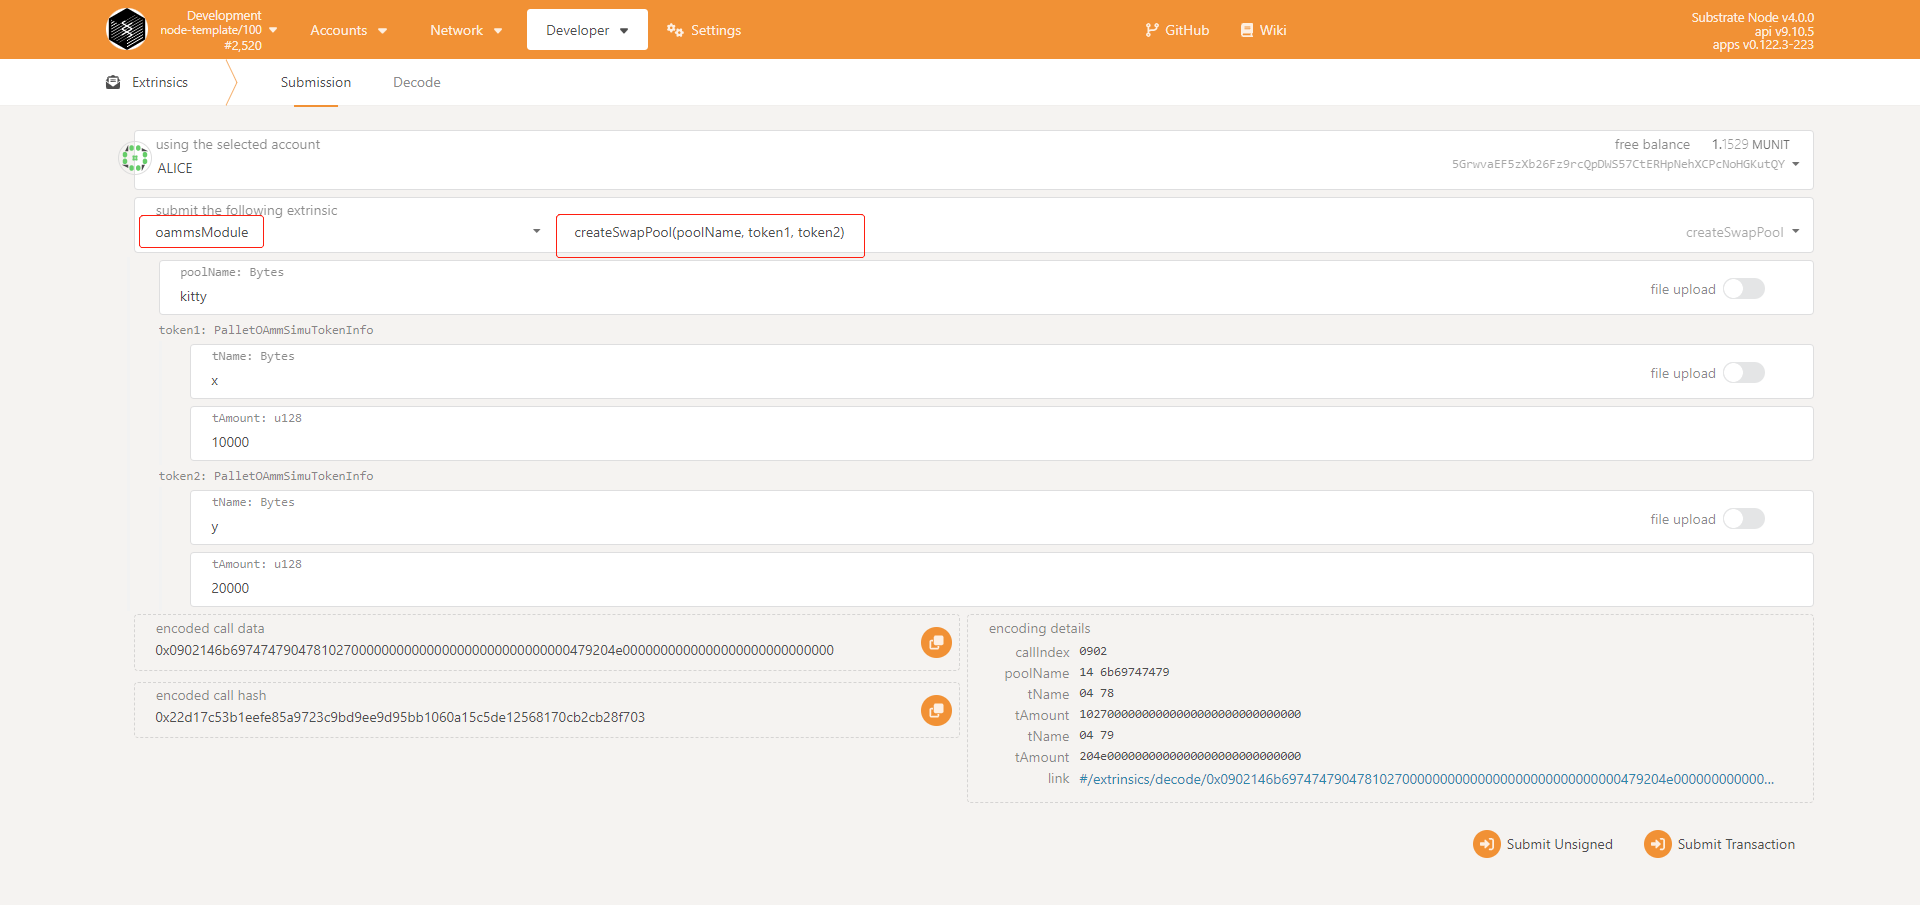 Development
node-template/100
#2,520
Accounts
Network
Developer
Settings
GitHub
Wiki
Substrate Node v4.0.0
api v9.10.5
apps v0.122.3-223
Extrinsics
Submission
Decode
using the selected account
ALICE
free balance 1.1529 MUNIT
5GrwvaEF5zXb26Fz9rcQpDWS57CtERHpNehXCPcNoHGKutQY
submit the following extrinsic
oammsModule
createSwapPool(poolName, token1, token2)
createSwapPool
poolName: Bytes
kitty
file upload
token1: PalletOAmmSimuTokenInfo
tName: Bytes
x
file upload
tAmount: u128
10000
token2: PalletOAmmSimuTokenInfo
tName: Bytes
y
file upload
tAmount: u128
20000
encoded call data
0x0902146b697474790478102700000000000000000000000000000479204e0000000000000000000000000000
encoded call hash
0x22d17c53b1eefe85a9723c9bd9ee9d95bb1060a15c5de12568170cb2cb28f703
encoding details
callIndex 0902
poolName 14 6b69747479
tName 04 78
tAmount 10270000000000000000000000000000
tName 04 79
tAmount 204e0000000000000000000000000000
link #/extrinsics/decode/0x0902146b697474790478102700000000000000000000000000000479204e000000000000...
Submit Unsigned
Submit Transaction